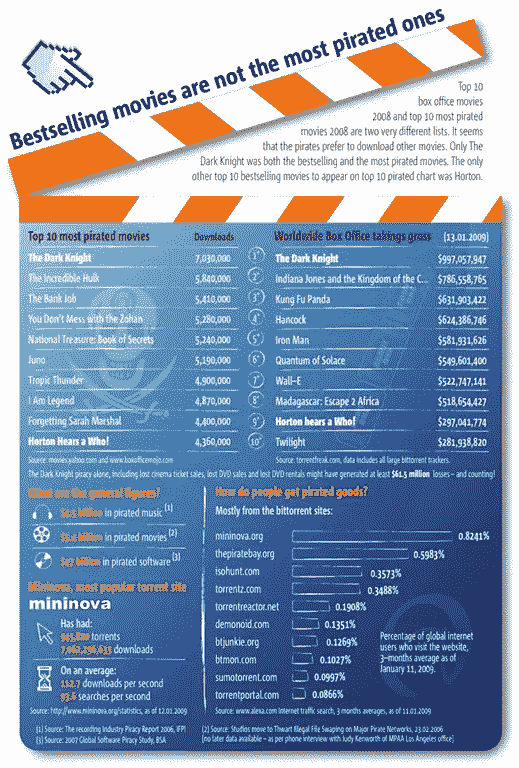 Bestselling movies are not the most pirated ones
Top 10
box office movies
2008 and top 10 most pirated
movies 2008 are two very different lists. It seems
that the pirates prefer to download other movies. Only The
Dark Knight was both the bestselling and the most pirated movies. The only
other top 10 bestselling movies to appear on top 10 pirated chart was Horton.
Top 10 most pirated movies Downloads Worldwide Box Office takings gross (13.01.2009)
The Dark Knight 7,030,000 1° The Dark Knight $997,057,947
The Incredible Hulk 5,840,000 2° Indiana Jones and the Kingdom of the C... $786,558,765
The Bank Job 5,410,000 3° Kung Fu Panda $631,903,422
You Don't Mess with the Zohan 5,280,000 4° Hancock $624,386,746
National Treasure: Book of Secrets 5,240,000 5° Iron Man $581,931,626
Juno 5,190,000 6° Quantum of Solace $549,601,400
Tropic Thunder 4,900,000 7° Wall-E $522,747,141
I Am Legend 4,870,000 8° Madagascar: Escape 2 Africa $518,654,427
Forgetting Sarah Marshal 4,400,000 9° Horton hears a Who! $297,041,774
Horton Hears a Who! 4,360,000 10° Twilight $281,938,820
Source: movies.yahoo.com and www.boxofficemojo.com Source: torrentfreak.com, data includes all large bittorrent trackers.
The Dark Knight piracy alone, including lost cinema ticket sales, lost DVD sales and lost DVD rentals might have generated at least $61.5 million losses – and counting!
What are the general figures?
in pirated music (1)
in pirated movies (2)
in pirated software (3)
Mininova, most popular torrent site
mininova
Has had:
torrents
downloads
On an average:
112.7 downloads per second
93.6 searches per second
Source: http://www.mininova.org/statistics, as of 12.01.2009
How do people get pirated goods?
Mostly from the bittorrent sites:
mininova.org 0.8241%
thepiratebay.org 0.5983%
isohunt.com 0.3573%
torrentz.com 0.3488%
torrentreactor.net 0.1908%
demonoid.com 0.1351%
btjunkie.org 0.1269%
btmon.com 0.1027%
sumotorrent.com 0.0997%
torrentportal.com 0.0866%
Percentage of global internet
users who visit the website,
3-months average as of
January 11, 2009.
Source: www.alexa.com Internet traffic search, 3 months averages, as of 11.01.2009
(1) Source: The recording Industry Piracy Report 2006, IFPI
(3) Source: 2007 Global Software Piracy Study, BSA
(2) Source: Studios move to Thwart Illegal File Swaping on Major Pirate Networks, 23.02.2006
(no later data available – as per phone interview with Judy Kenworth of MPAA Los Angeles office)